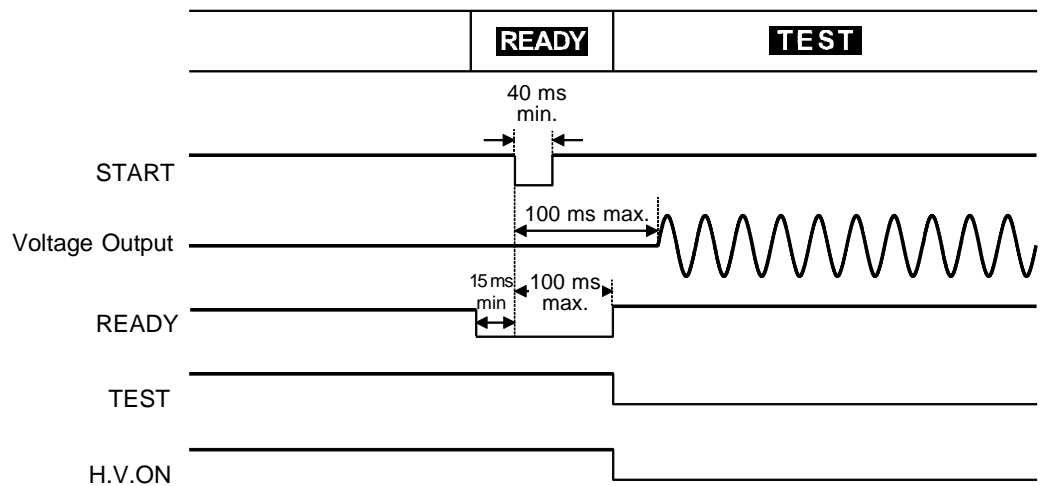 READY TEST
40 ms
min.
START
100 ms max.
Voltage Output
15 ms
min
100 ms
max.
READY
TEST
H.V.ON